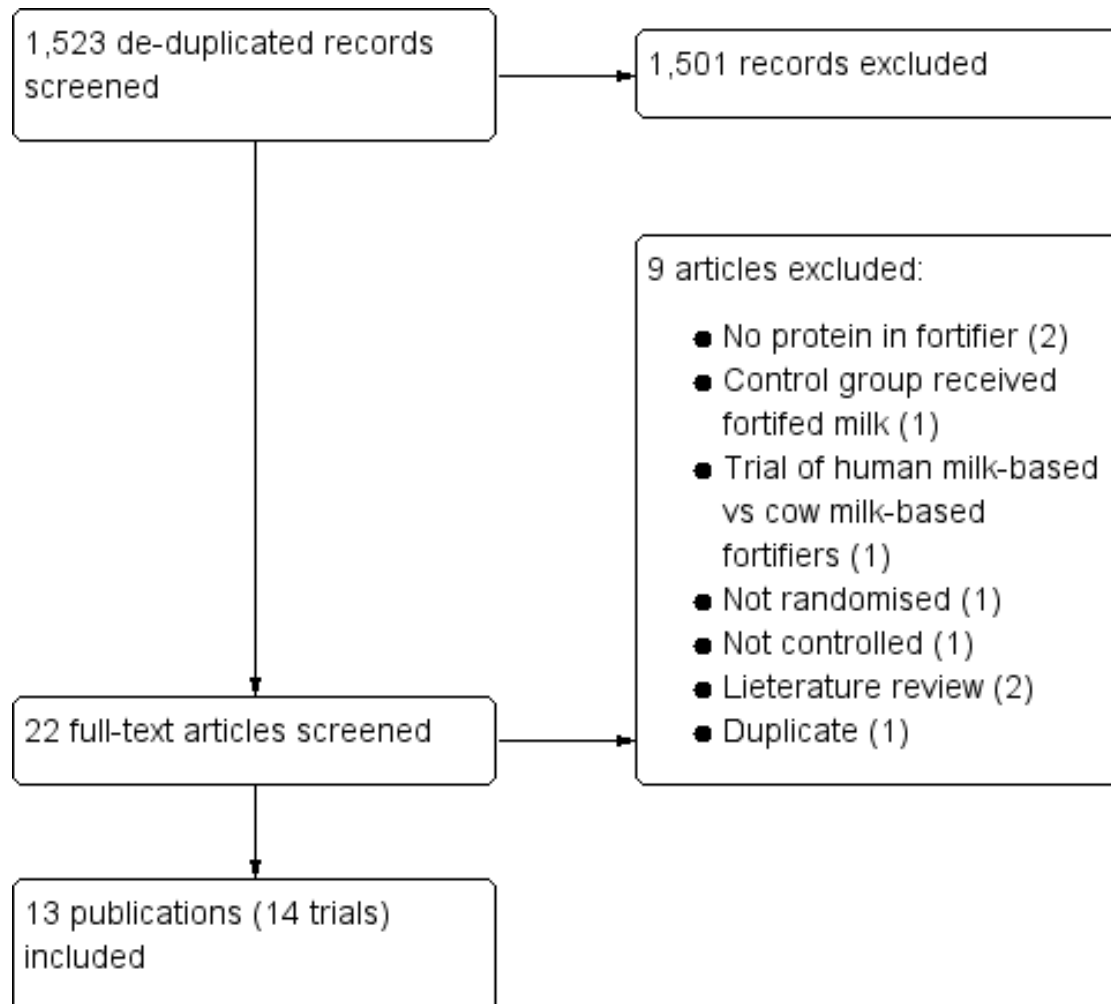 1,523 de-duplicated records
screened
1,501 records excluded
9 articles excluded:
● No protein in fortifier (2)
● Control group received
fortifed milk (1)
● Trial of human milk-based
vs cow milk-based
fortifiers (1)
● Not randomised (1)
● Not controlled (1)
● Lieterature review (2)
● Duplicate (1)
22 full-text articles screened
13 publications (14 trials)
included